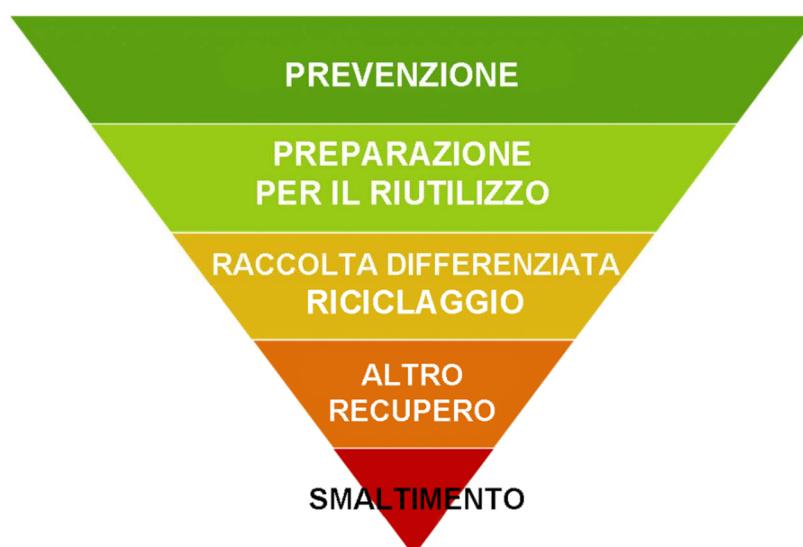 PREVENZIONE
PREPARAZIONE
PER IL RIUTILIZZO
RACCOLTA DIFFERENZIATA
RICICLAGGIO
ALTRO
RECUPERO
SMALTIMENTO